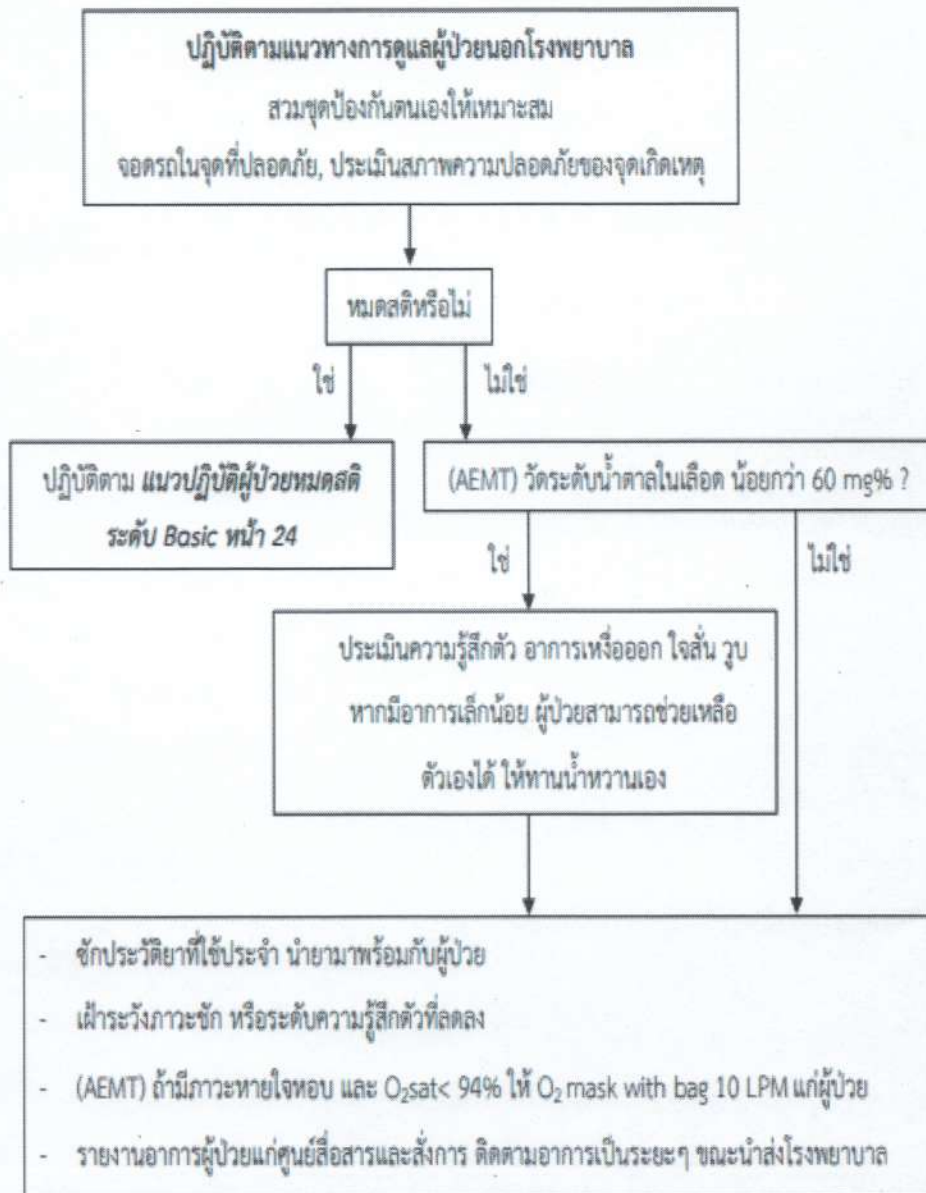 ปฏิบัติตามแนวทางการดูแลผู้ป่วยนอกโรงพยาบาล
สวมชุดป้องกันตนเองให้เหมาะสม
จอดรถในจุดที่ปลอดภัย, ประเมินสภาพความปลอดภัยของจุดเกิดเหตุ
หมดสติหรือไม่
ใช่
ไม่ใช่
ปฏิบัติตาม แนวปฏิบัติผู้ป่วยหมดสติ
ระดับ Basic หน้า 24
(AEMT) วัดระดับน้ำตาลในเลือด น้อยกว่า 60 mg% ?
ใช่
ไม่ใช่
ประเมินความรู้สึกตัว อาการเหงื่อออก ใจสั่น วูบ
หากมีอาการเล็กน้อย ผู้ป่วยสามารถช่วยเหลือ
ตัวเองได้ ให้ทานน้ำหวานเอง
- ซักประวัติยาที่ใช้ประจำ นำยามาพร้อมกับผู้ป่วย
- เฝ้าระวังภาวะชัก หรือระดับความรู้สึกตัวที่ลดลง
- (AEMT) ถ้ามีภาวะหายใจหอบ และ O₂sat< 94% ให้ O₂ mask with bag 10 LPM แก่ผู้ป่วย
- รายงานอาการผู้ป่วยแก่ศูนย์สื่อสารและสั่งการ ติดตามอาการเป็นระยะๆ ขณะนำส่งโรงพยาบาล